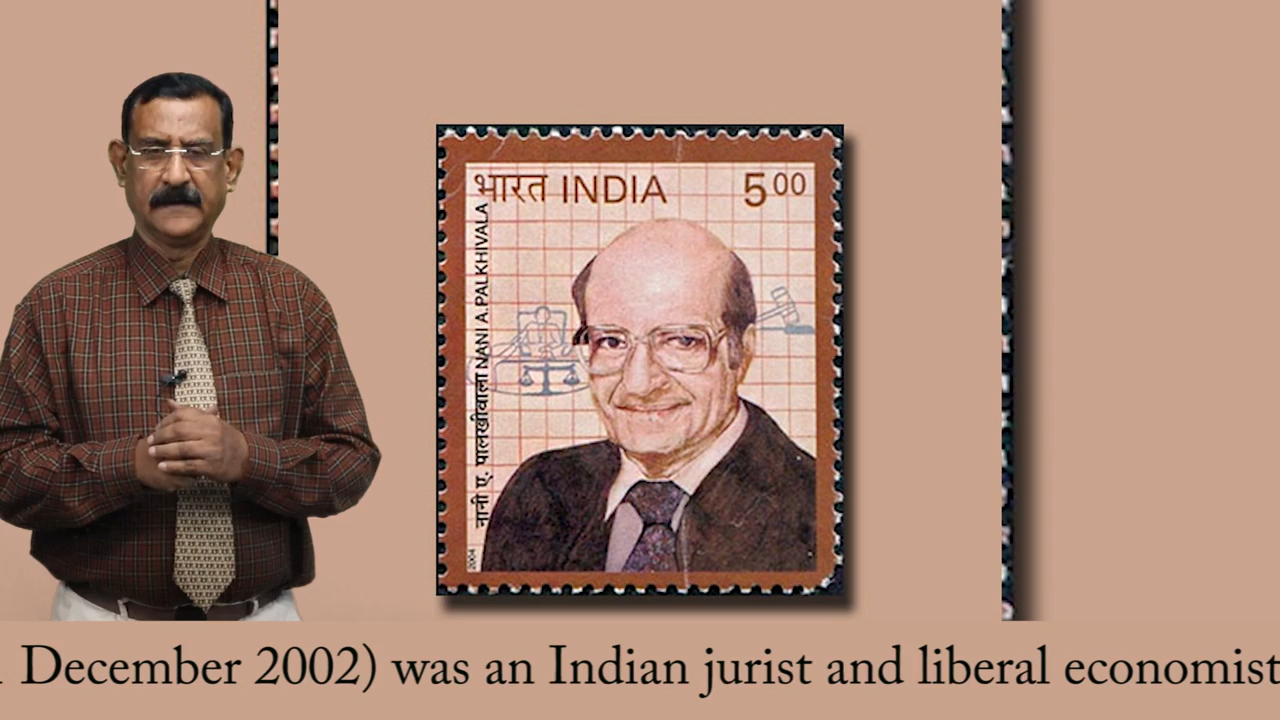 भारत INDIA 5 00
नानी ए. पालखीवाला NANI A.PALKHIVALA
2004
December 2002) was an Indian jurist and liberal economist